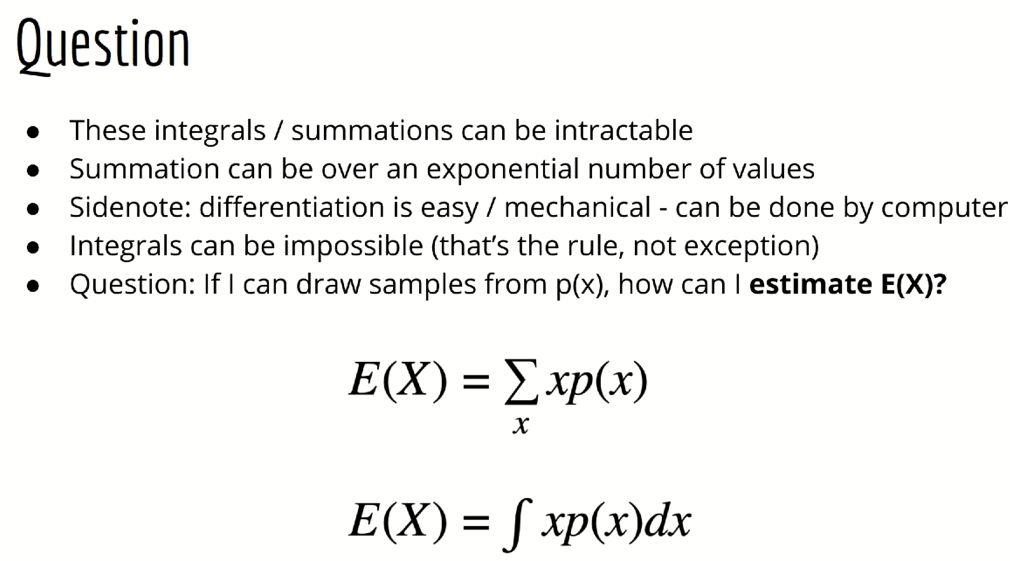 Question
● These integrals / summations can be intractable
● Summation can be over an exponential number of values
● Sidenote: differentiation is easy / mechanical - can be done by computer
● Integrals can be impossible (that’s the rule, not exception)
● Question: If I can draw samples from p(x), how can I estimate E(X)?
E(X) = ∑ xp(x)
x
E(X) = ∫ xp(x)dx